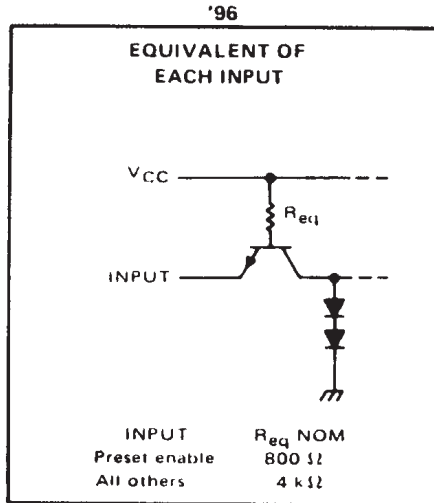 '96
EQUIVALENT OF
EACH INPUT
VCC
Req
INPUT
INPUT Req NOM
Preset enable 800 Ω
All others 4 kΩ